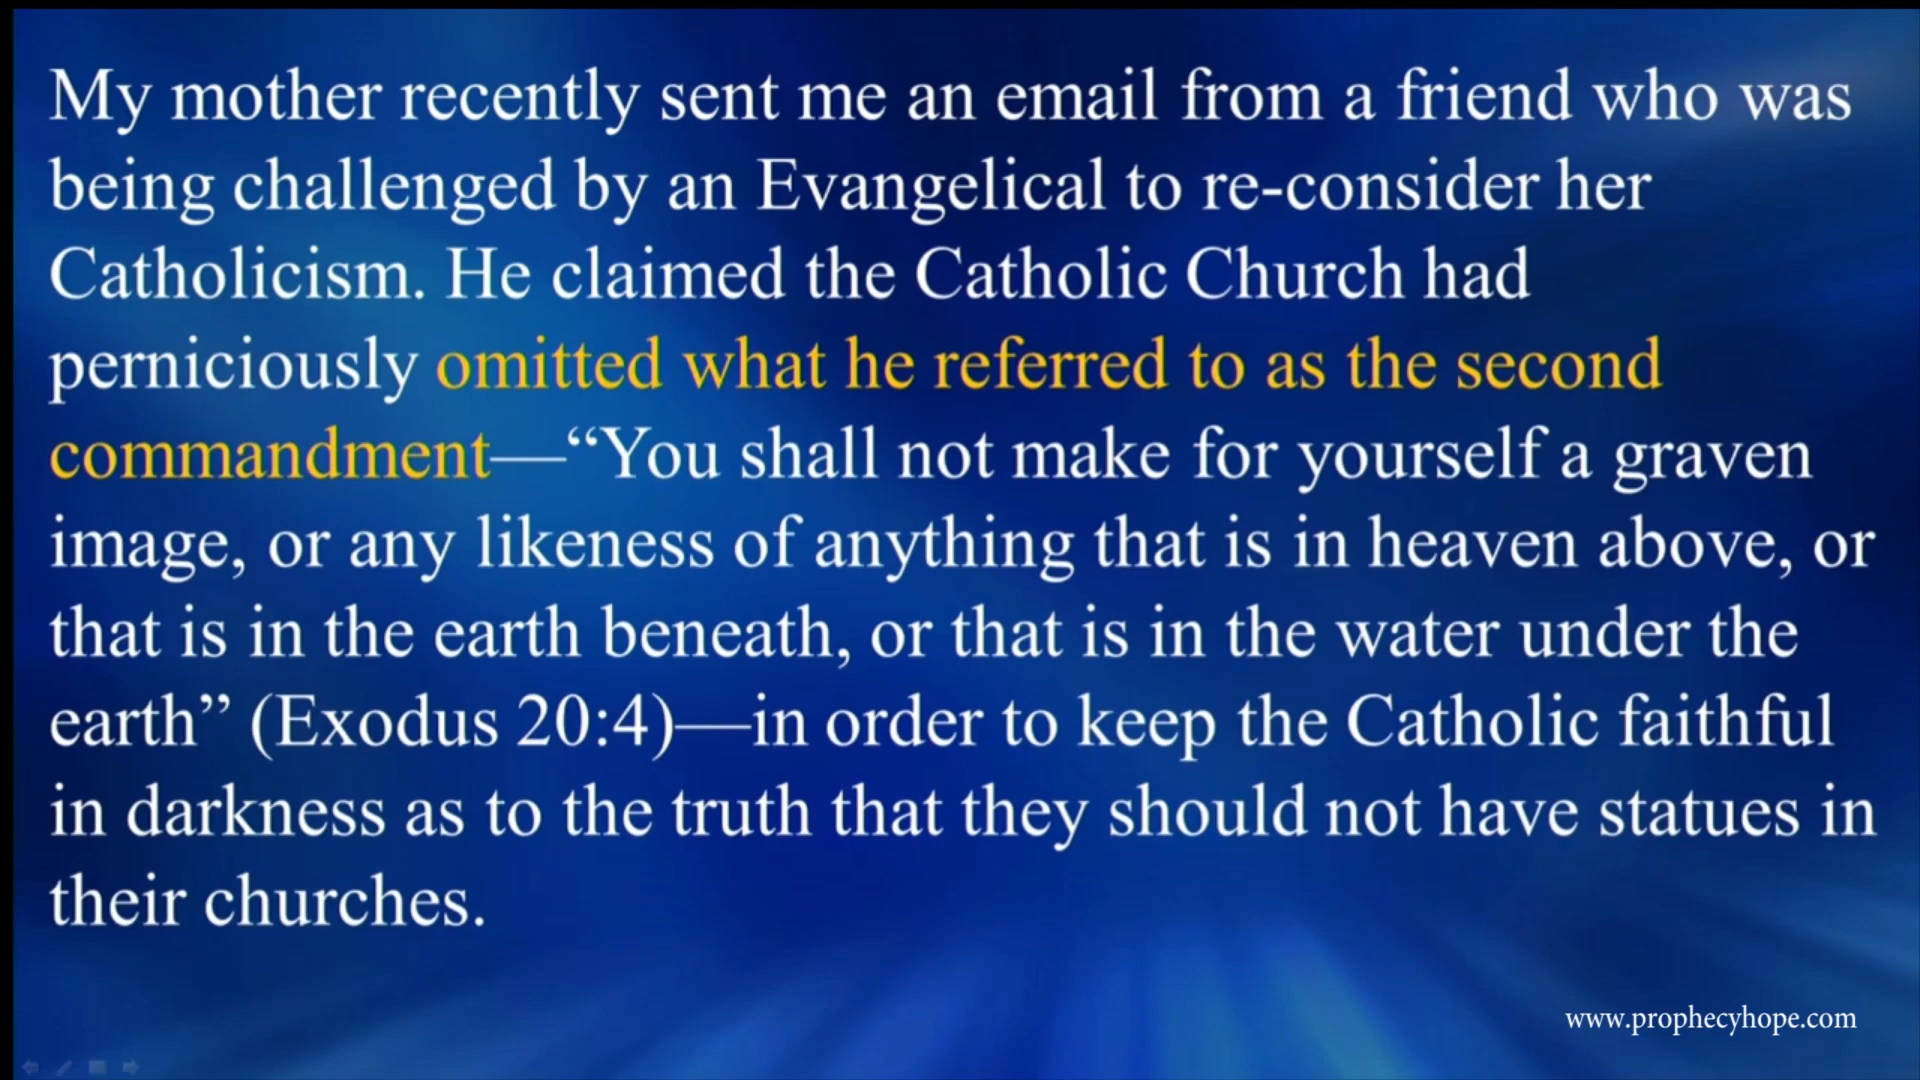 My mother recently sent me an email from a friend who was
being challenged by an Evangelical to re-consider her
Catholicism. He claimed the Catholic Church had
perniciously omitted what he referred to as the second
commandment—“You shall not make for yourself a graven
image, or any likeness of anything that is in heaven above, or
that is in the earth beneath, or that is in the water under the
earth” (Exodus 20:4)—in order to keep the Catholic faithful
in darkness as to the truth that they should not have statues in
their churches.
www.prophecyhope.com